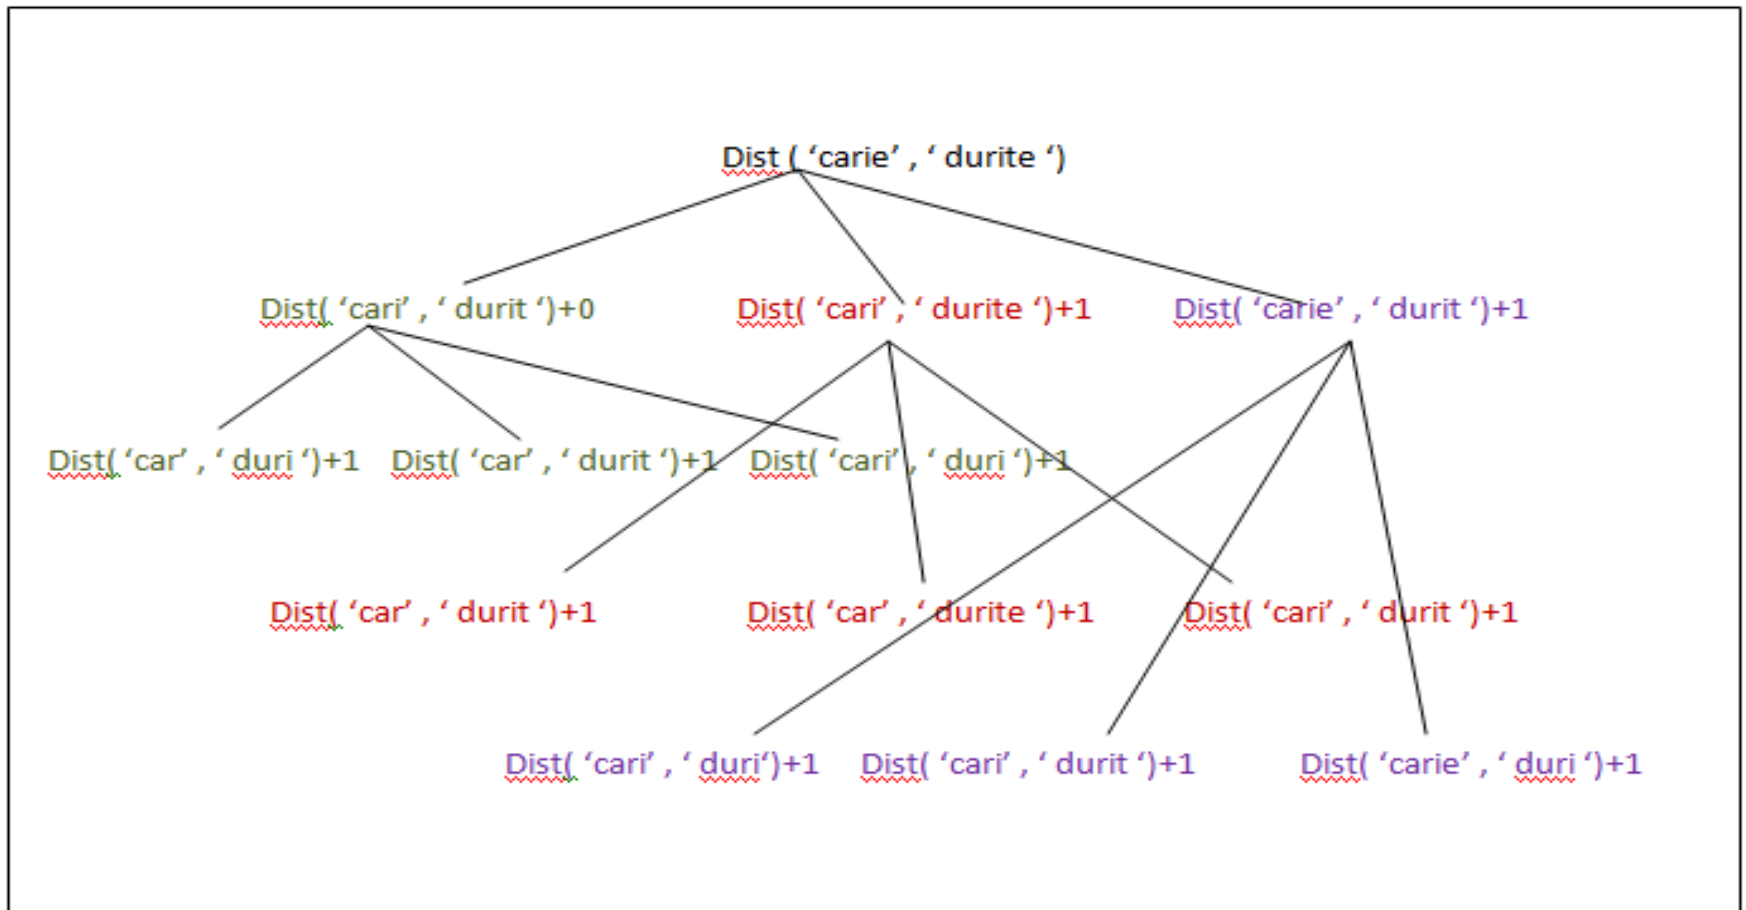 Dist ( ‘carie’ , ‘ durite ‘)
Dist( ‘cari’ , ‘ durit ‘)+0 Dist( ‘cari’ , ‘ durite ‘)+1 Dist( ‘carie’ , ‘ durit ‘)+1
Dist( ‘car’ , ‘ duri ‘)+1 Dist( ‘car’ , ‘ durit ‘)+1 Dist( ‘cari’ , ‘ duri ‘)+1
Dist( ‘car’ , ‘ durit ‘)+1 Dist( ‘car’ , ‘ durite ‘)+1 Dist( ‘cari’ , ‘ durit ‘)+1
Dist( ‘cari’ , ‘ duri‘)+1 Dist( ‘cari’ , ‘ durit ‘)+1 Dist( ‘carie’ , ‘ duri ‘)+1